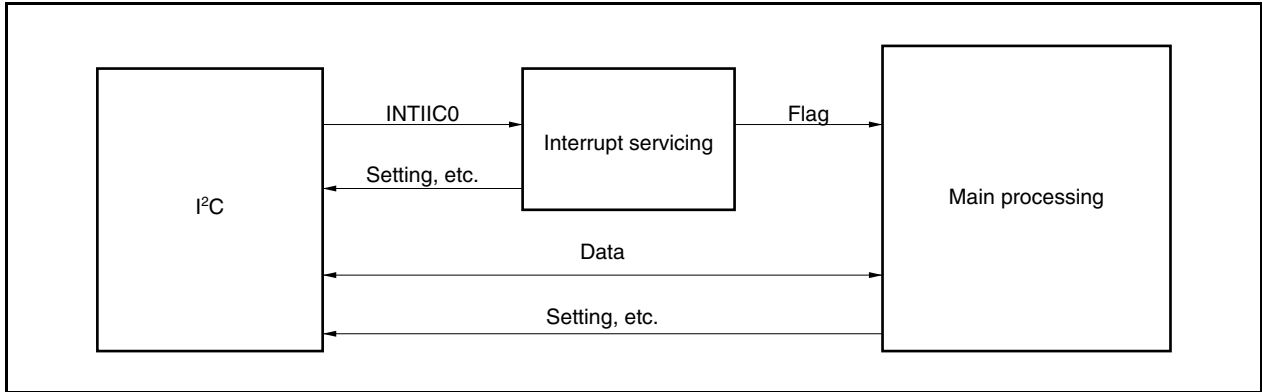 INTIIC0
Flag
Interrupt servicing
Setting, etc.
I²C
Main processing
Data
Setting, etc.